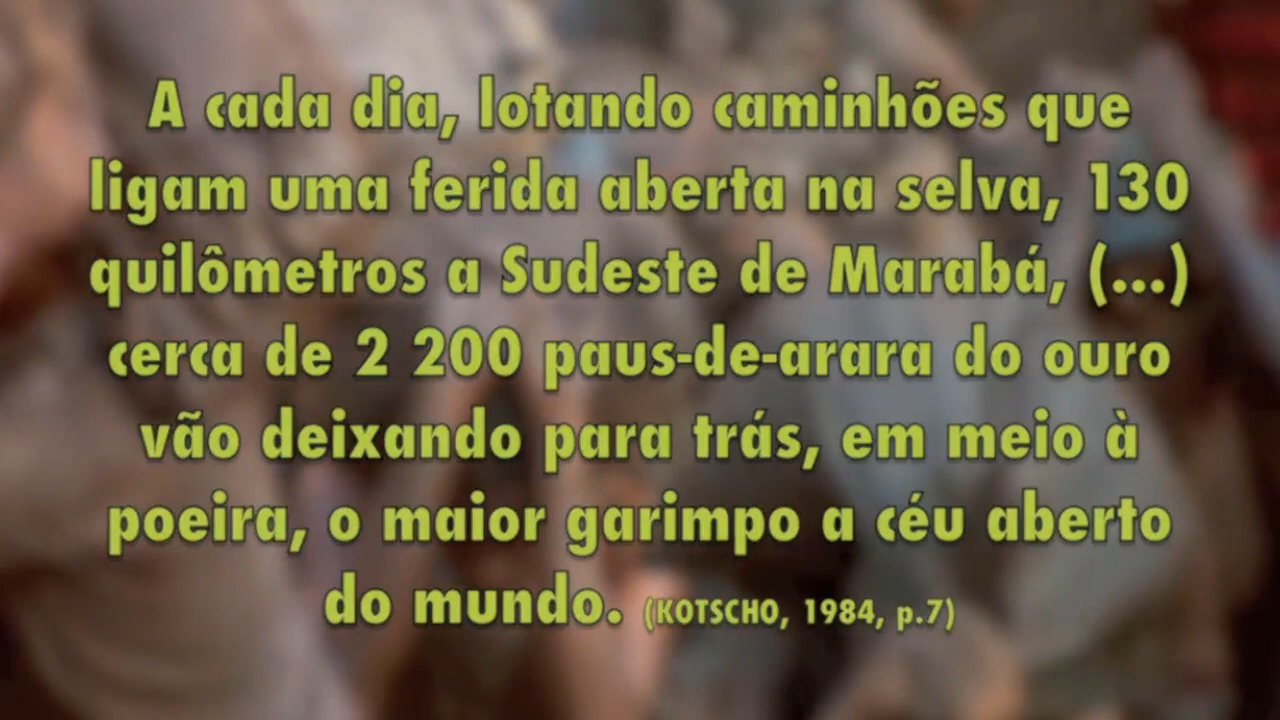 A cada dia, lotando caminhões que
ligam uma ferida aberta na selva, 130
quilômetros a Sudeste de Marabá, (...)
cerca de 2 200 paus-de-arara do ouro
vão deixando para trás, em meio à
poeira, o maior garimpo a céu aberto
do mundo. (KOTSCHO, 1984, p.7)